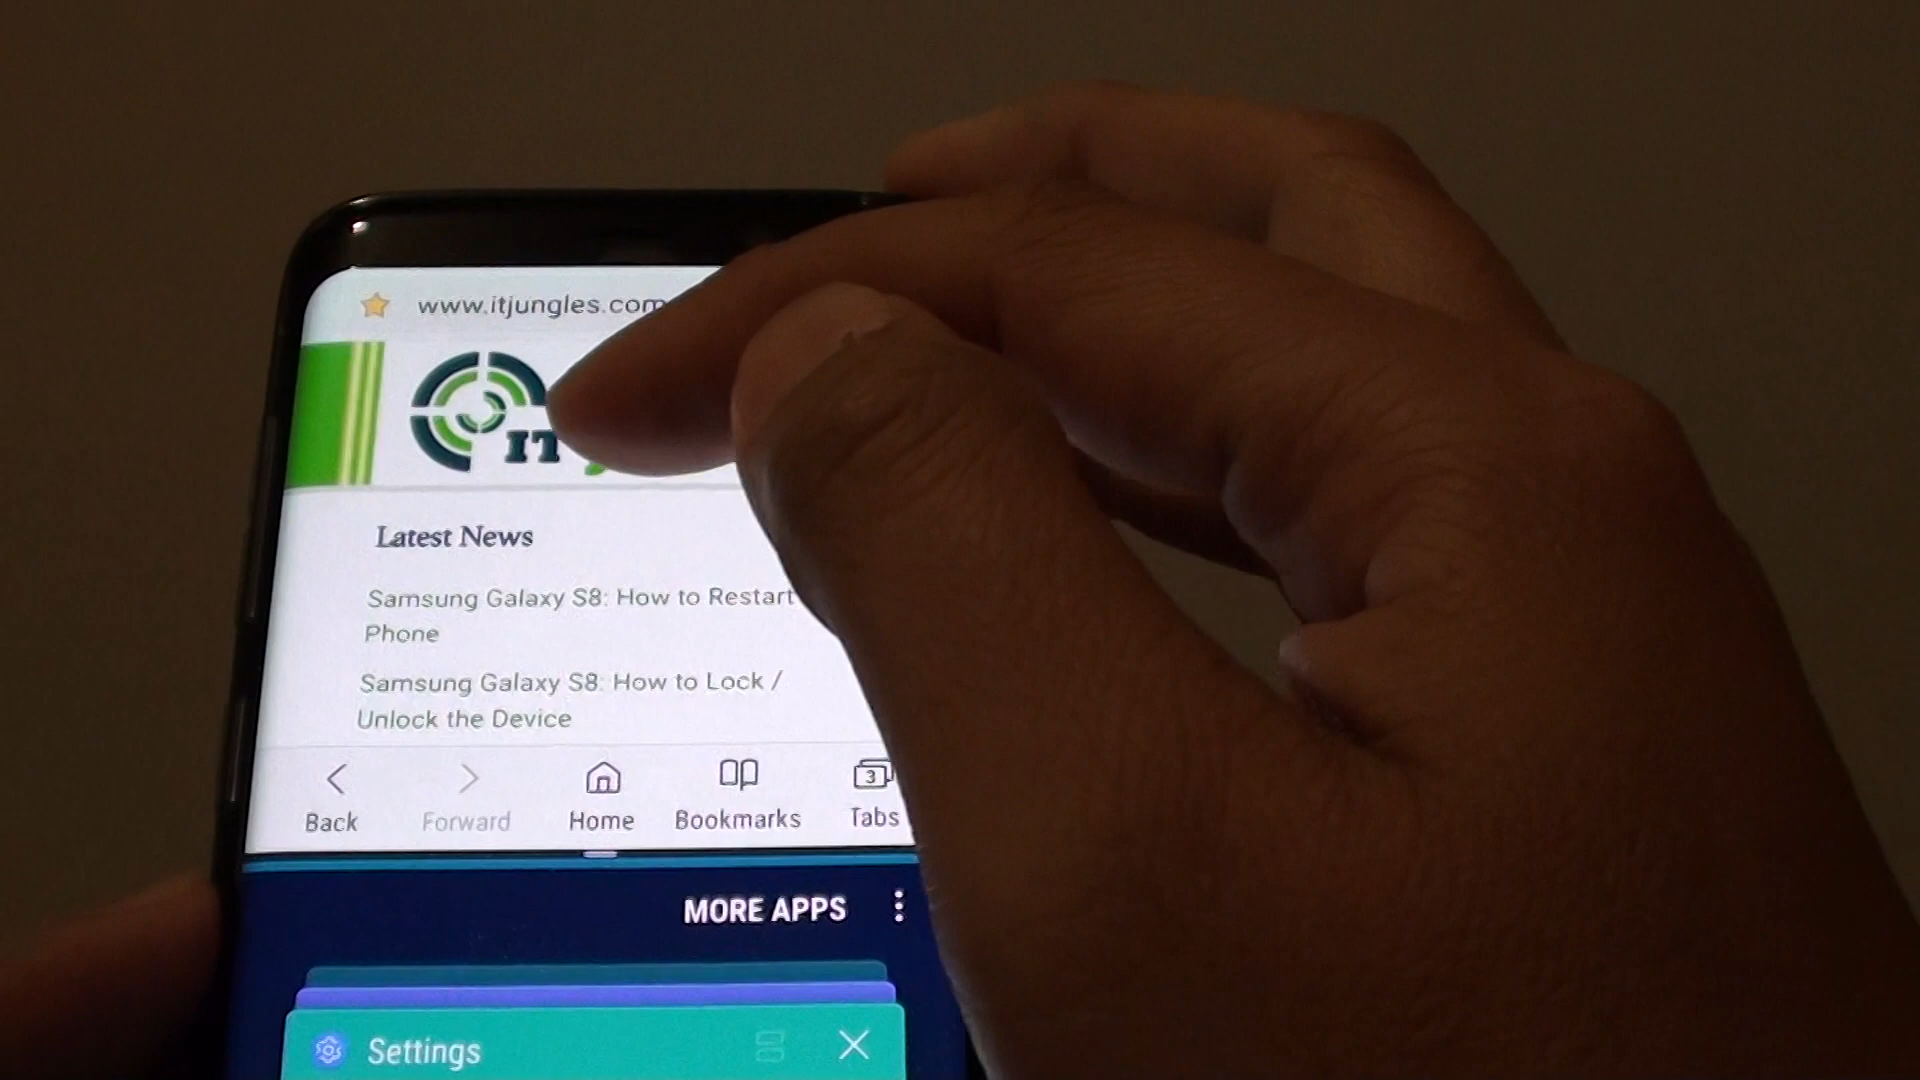 www.itjungles.com
IT
Latest News
Samsung Galaxy S8: How to Restart
Phone
Samsung Galaxy S8: How to Lock /
Unlock the Device
3
Back
Forward
Home
Bookmarks
Tabs
MORE APPS
Settings